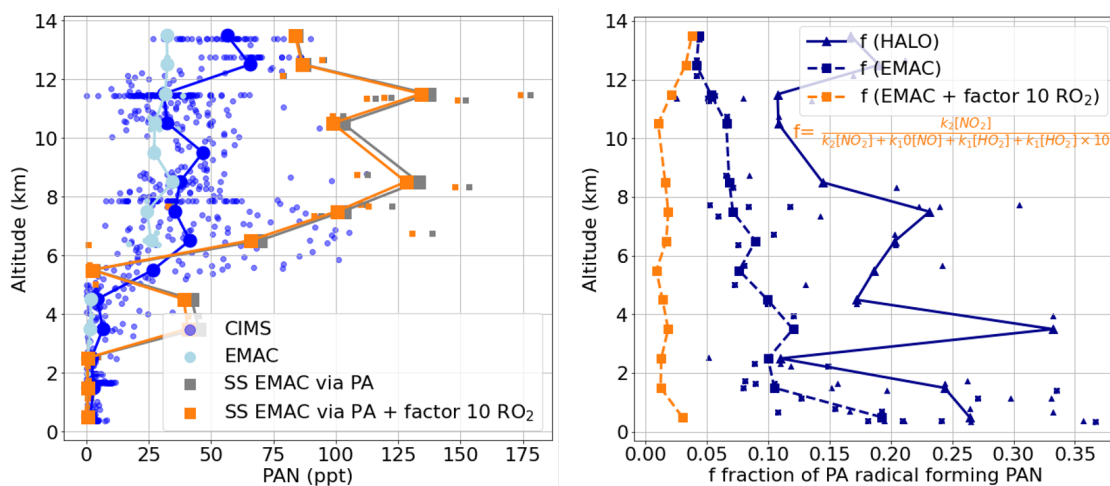 14
12
10
8
6
4
2
0
Altitude (km)
CIMS
EMAC
SS EMAC via PA
SS EMAC via PA + factor 10 RO₂
0 25 50 75 100 125 150 175
PAN (ppt)
14
12
10
8
6
4
2
0
Altitude (km)
f (HALO)
f (EMAC)
f (EMAC + factor 10 RO₂)
f= k₂[NO₂] / k₂[NO₂]+k₁0[NO]+k₁[HO₂]+k₁[HO₂]×10
0.00 0.05 0.10 0.15 0.20 0.25 0.30 0.35
f fraction of PA radical forming PAN